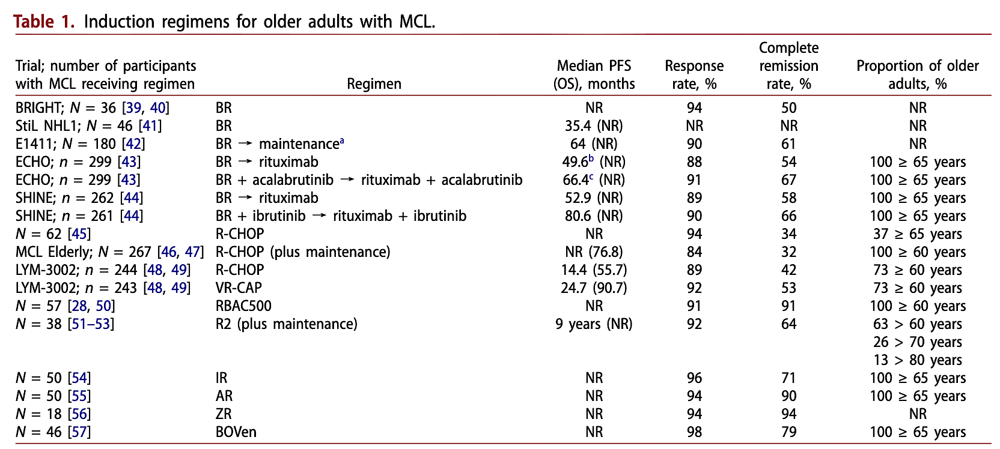 Table 1. Induction regimens for older adults with MCL.
Trial; number of participants with MCL receiving regimen Regimen Median PFS (OS), months Response rate, % Complete remission rate, % Proportion of older adults, %
BRIGHT; N = 36 [39, 40] BR NR 94 50 NR
StiL NHL1; N = 46 [41] BR 35.4 (NR) NR NR NR
E1411; N = 180 [42] BR → maintenanceᵃ 64 (NR) 90 61 NR
ECHO; n = 299 [43] BR → rituximab 49.6ᵇ (NR) 88 54 100 ≥ 65 years
ECHO; n = 299 [43] BR + acalabrutinib → rituximab + acalabrutinib 66.4ᶜ (NR) 91 67 100 ≥ 65 years
SHINE; n = 262 [44] BR → rituximab 52.9 (NR) 89 58 100 ≥ 65 years
SHINE; n = 261 [44] BR + ibrutinib → rituximab + ibrutinib 80.6 (NR) 90 66 100 ≥ 65 years
N = 62 [45] R-CHOP NR 94 34 37 ≥ 65 years
MCL Elderly; N = 267 [46, 47] R-CHOP (plus maintenance) NR (76.8) 84 32 100 ≥ 60 years
LYM-3002; n = 244 [48, 49] R-CHOP 14.4 (55.7) 89 42 73 ≥ 60 years
LYM-3002; n = 243 [48, 49] VR-CAP 24.7 (90.7) 92 53 73 ≥ 60 years
N = 57 [28, 50] RBAC500 NR 91 91 100 ≥ 60 years
N = 38 [51–53] R2 (plus maintenance) 9 years (NR) 92 64 63 > 60 years
26 > 70 years
13 > 80 years
N = 50 [54] IR NR 96 71 100 ≥ 65 years
N = 50 [55] AR NR 94 90 100 ≥ 65 years
N = 18 [56] ZR NR 94 94 NR
N = 46 [57] BOVen NR 98 79 100 ≥ 65 years